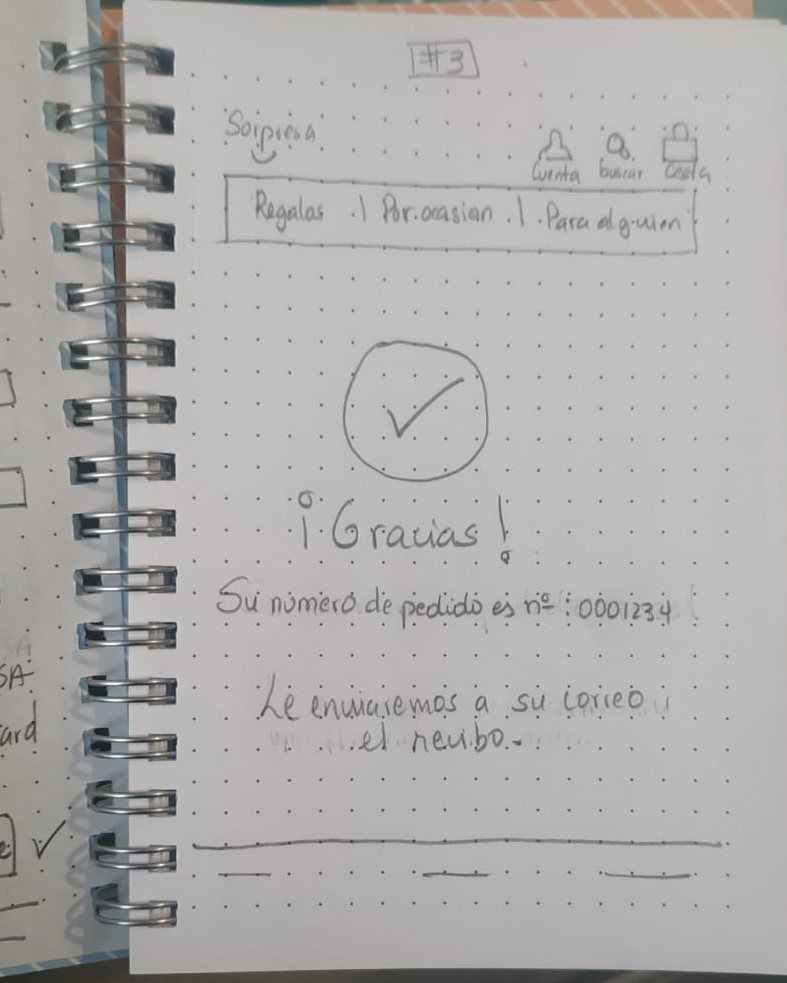 #3
Sorpresa
Cuenta buscar Cesta
Regalos | Por ocasian | Para alguien
¡Gracias!
Su número de pedido es nº: 0001234
Le enviaremos a su correo
el recibo.
SA
ard
e